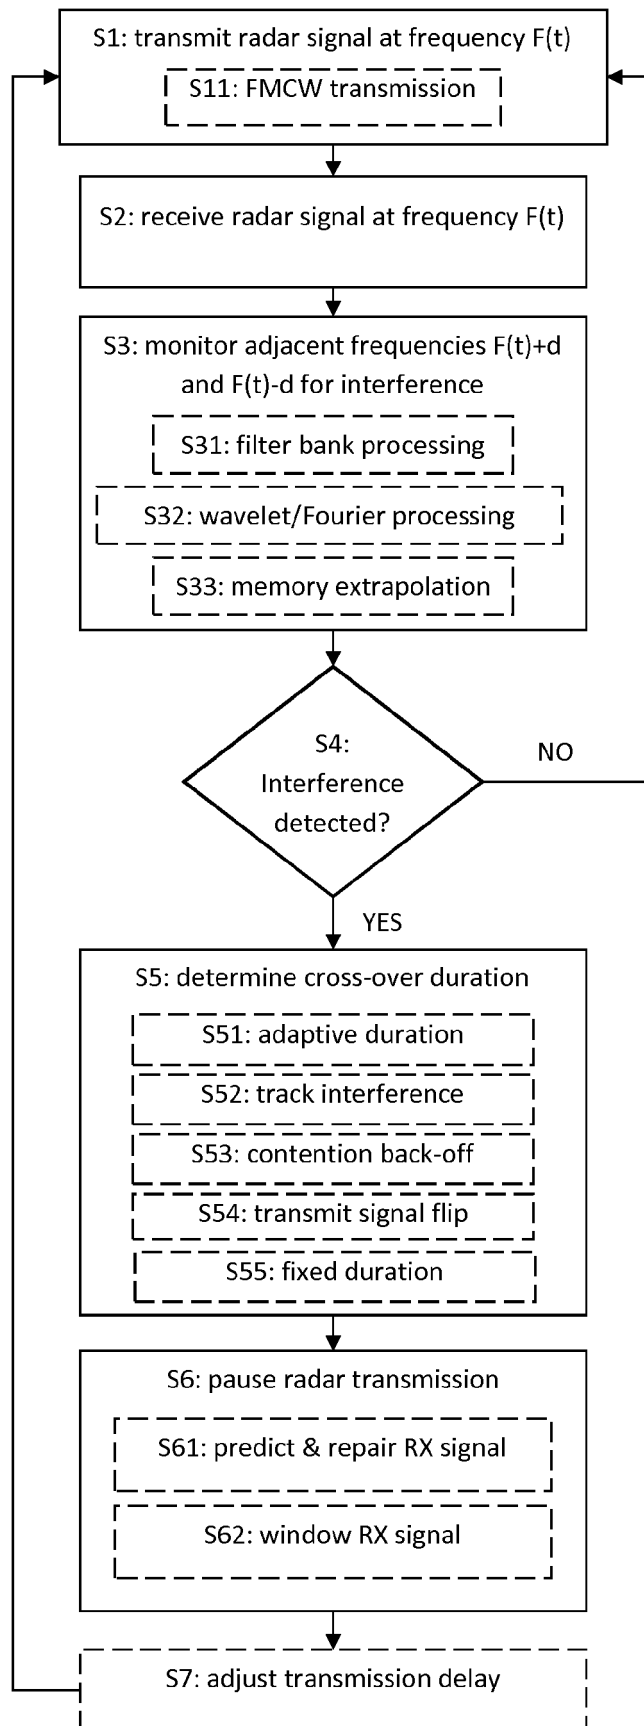 S1: transmit radar signal at frequency F(t)
S11: FMCW transmission
S2: receive radar signal at frequency F(t)
S3: monitor adjacent frequencies F(t)+d
and F(t)-d for interference
S31: filter bank processing
S32: wavelet/Fourier processing
S33: memory extrapolation
S4:
Interference
detected?
NO
YES
S5: determine cross-over duration
S51: adaptive duration
S52: track interference
S53: contention back-off
S54: transmit signal flip
S55: fixed duration
S6: pause radar transmission
S61: predict & repair RX signal
S62: window RX signal
S7: adjust transmission delay